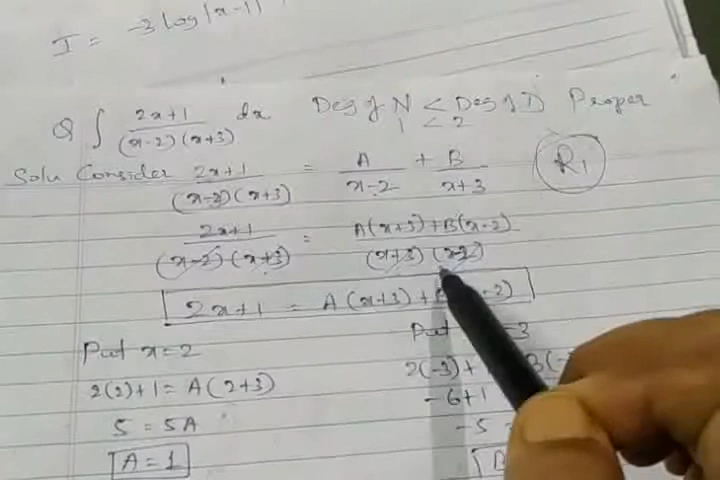 I = -3 log|x-1|
Q ∫ 2x+1 / (x-2)(x+3) dx Deg of N < Deg of D Proper
1 < 2
Solu Consider 2x+1 / (x-2)(x+3) = A / x-2 + B / x+3 R1
2x+1 / (x-2)(x+3) = A(x+3)+B(x-2) / (x+3)(x-2)
2x+1 = A(x+3)+ -2)
Put x=2
2(2)+1 = A(2+3)
5 = 5A
A = 1
Put =-3
2(-3)+ B(-
-6+1
-5
B